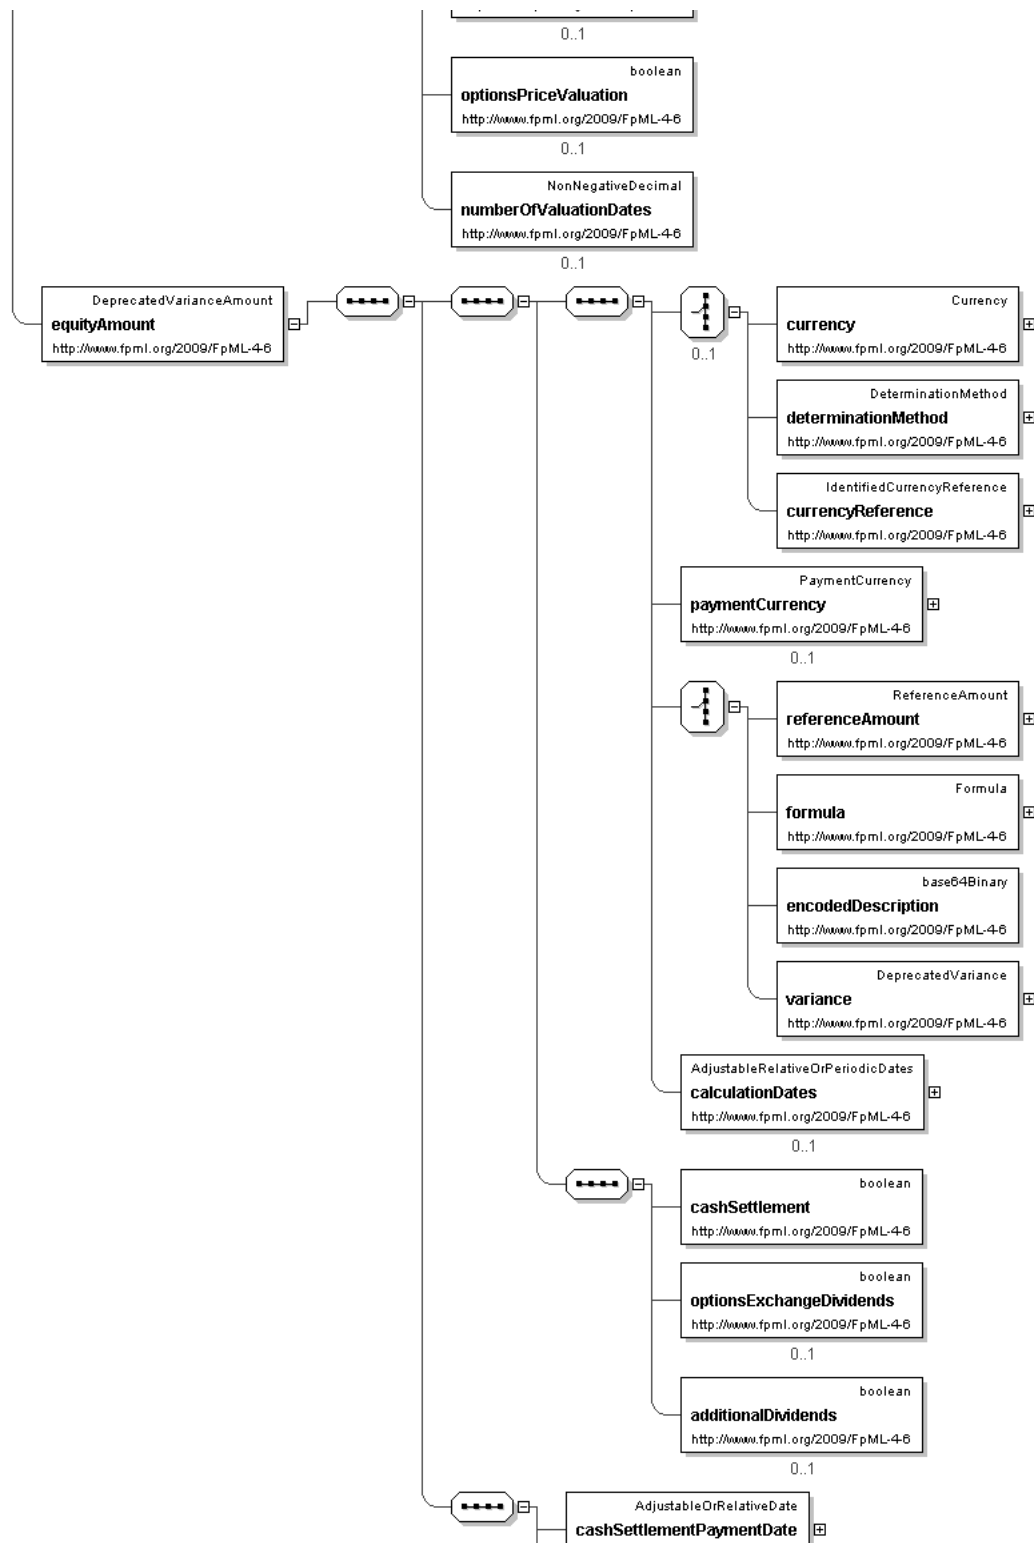 0..1
boolean
optionsPriceValuation
http://www.fpml.org/2009/FpML-4-6
0..1
NonNegativeDecimal
numberOfValuationDates
http://www.fpml.org/2009/FpML-4-6
0..1
DeprecatedVarianceAmount
equityAmount
http://www.fpml.org/2009/FpML-4-6
0..1
Currency
currency
http://www.fpml.org/2009/FpML-4-6
DeterminationMethod
determinationMethod
http://www.fpml.org/2009/FpML-4-6
IdentifiedCurrencyReference
currencyReference
http://www.fpml.org/2009/FpML-4-6
PaymentCurrency
paymentCurrency
http://www.fpml.org/2009/FpML-4-6
0..1
ReferenceAmount
referenceAmount
http://www.fpml.org/2009/FpML-4-6
Formula
formula
http://www.fpml.org/2009/FpML-4-6
base64Binary
encodedDescription
http://www.fpml.org/2009/FpML-4-6
DeprecatedVariance
variance
http://www.fpml.org/2009/FpML-4-6
AdjustableRelativeOrPeriodicDates
calculationDates
http://www.fpml.org/2009/FpML-4-6
0..1
boolean
cashSettlement
http://www.fpml.org/2009/FpML-4-6
boolean
optionsExchangeDividends
http://www.fpml.org/2009/FpML-4-6
0..1
boolean
additionalDividends
http://www.fpml.org/2009/FpML-4-6
0..1
AdjustableOrRelativeDate
cashSettlementPaymentDate